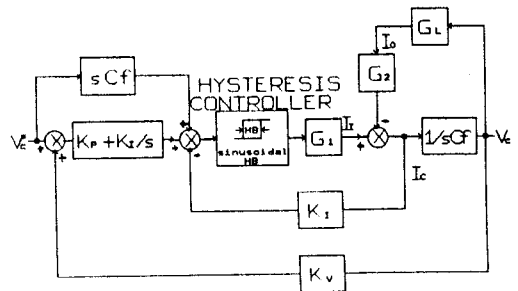 GL
Io
sCf
G2
HYSTERESIS
CONTROLLER
HB
sinusoidal
HB
G1
II
Vc*
KP+KI/s
1/sCf
Vc
Ic
KI
KV